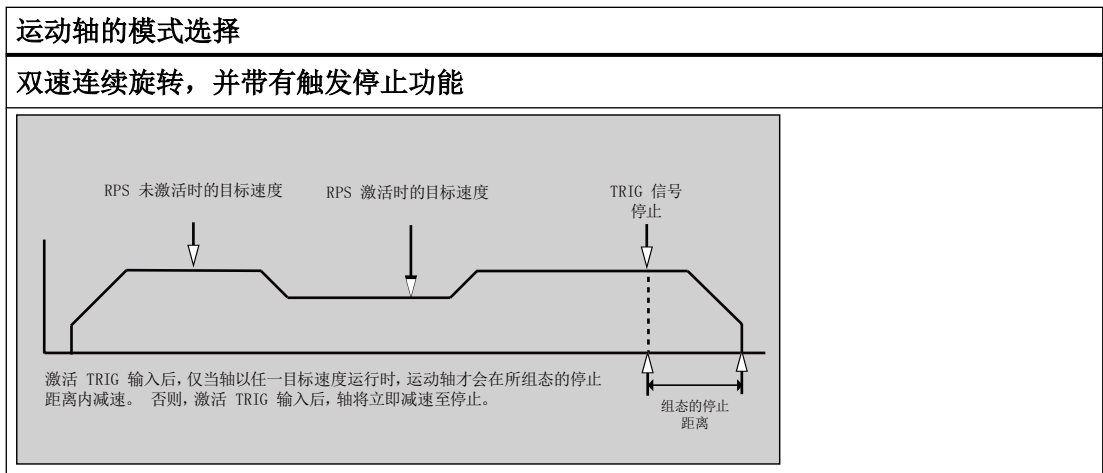 运动轴的模式选择
双速连续旋转，并带有触发停止功能
RPS 未激活时的目标速度
RPS 激活时的目标速度
TRIG 信号
停止
激活 TRIG 输入后，仅当轴以任一目标速度运行时，运动轴才会在所组态的停止
距离内减速。 否则，激活 TRIG 输入后，轴将立即减速至停止。
组态的停止
距离